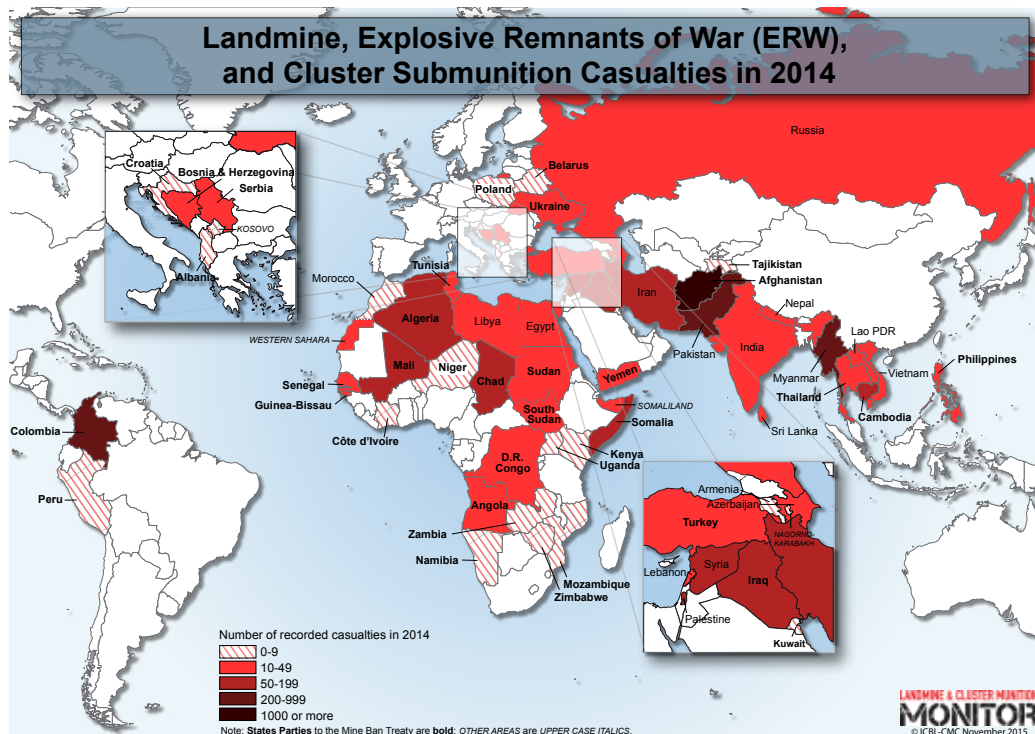 Landmine, Explosive Remnants of War (ERW),
and Cluster Submunition Casualties in 2014
Russia
Croatia
Bosnia & Herzegovina
Serbia
KOSOVO
Albania
Belarus
Poland
Ukraine
Tajikistan
Afghanistan
Tunisia
Morocco
Iran
Nepal
Algeria
Libya
Egypt
India
Lao PDR
WESTERN SAHARA
Pakistan
Philippines
Mali
Niger
Myanmar
Vietnam
Chad
Sudan
Yemen
Thailand
Senegal
SOMALILAND
Cambodia
Guinea-Bissau
South
Sudan
Somalia
Sri Lanka
Colombia
Côte d'Ivoire
Kenya
Uganda
D.R.
Congo
Peru
Angola
Armenia
Azerbaijan
Turkey
NAGORNO-
KARABAKH
Zambia
Namibia
Lebanon
Syria
Iraq
Mozambique
Zimbabwe
Palestine
Kuwait
Number of recorded casualties in 2014
0-9
10-49
50-199
200-999
1000 or more
Note: States Parties to the Mine Ban Treaty are bold; OTHER AREAS are UPPER CASE ITALICS.
LANDMINE & CLUSTER MUNITION
MONITOR
© ICBL-CMC November 2015